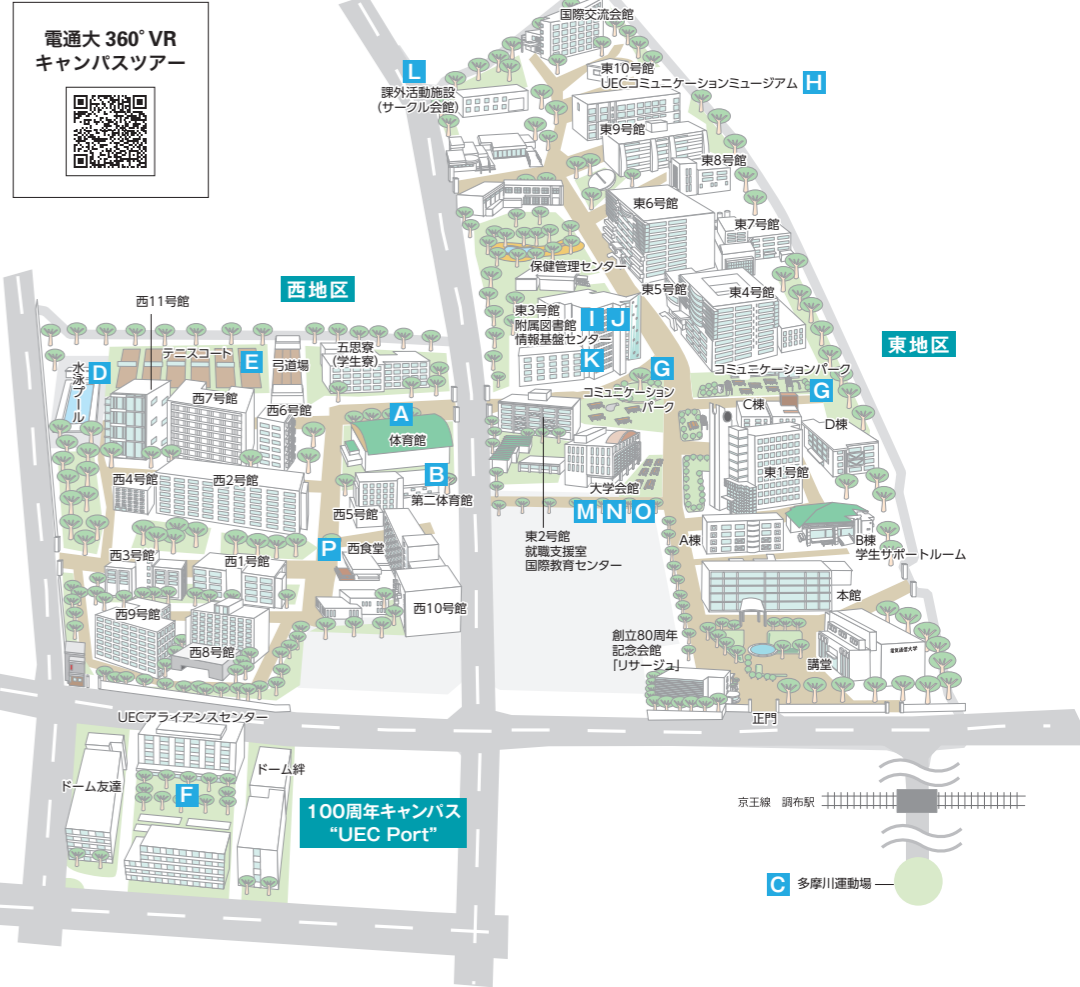 電通大 360° VR
キャンパスツアー
国際交流会館
L
課外活動施設
(サークル会館)
東10号館
UECコミュニケーションミュージアム H
東9号館
東8号館
東6号館
東7号館
保健管理センター
東5号館
東4号館
東3号館
附属図書館
情報基盤センター
I J
K
G
コミュニケーション
パーク
コミュニケーションパーク
G
東地区
C棟
D棟
東1号館
大学会館
M N O
東2号館
就職支援室
国際教育センター
A棟
B棟
学生サポートルーム
本館
創立80周年
記念会館
「リサージュ」
講堂
電気通信大学
正門
西地区
西11号館
テニスコート
E
弓道場
五思寮
(学生寮)
D
水泳プール
西7号館
西6号館
A
体育館
B
第二体育館
西4号館
西2号館
西5号館
P 西食堂
西3号館
西1号館
西10号館
西9号館
西8号館
UECアライアンスセンター
ドーム友達
F
ドーム絆
100周年キャンパス
“UEC Port”
京王線 調布駅
C 多摩川運動場